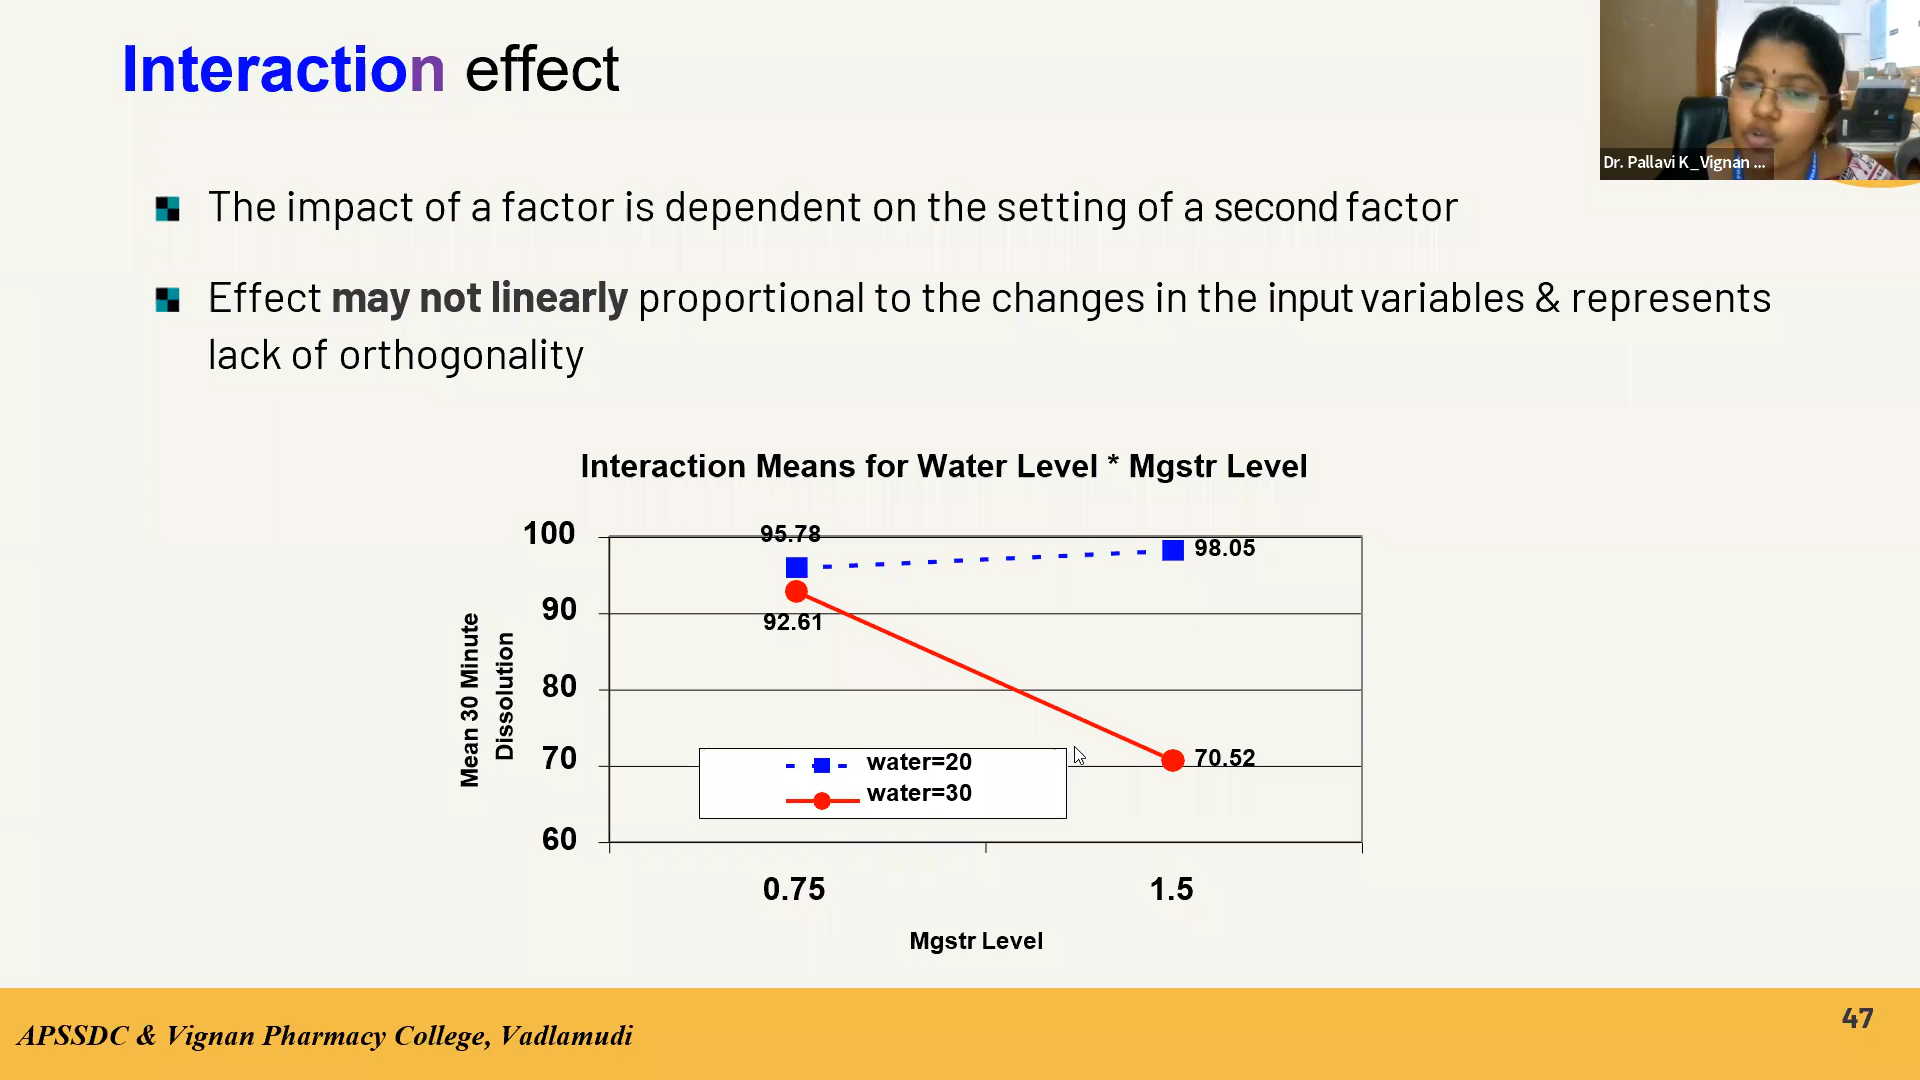 Interaction effect
Dr. Pallavi K_Vignan ...
The impact of a factor is dependent on the setting of a second factor
Effect may not linearly proportional to the changes in the input variables & represents
lack of orthogonality
Interaction Means for Water Level * Mgstr Level
Mean 30 Minute
Dissolution
100
90
80
70
60
95.78
98.05
92.61
70.52
water=20
water=30
0.75
1.5
Mgstr Level
APSSDC & Vignan Pharmacy College, Vadlamudi
47